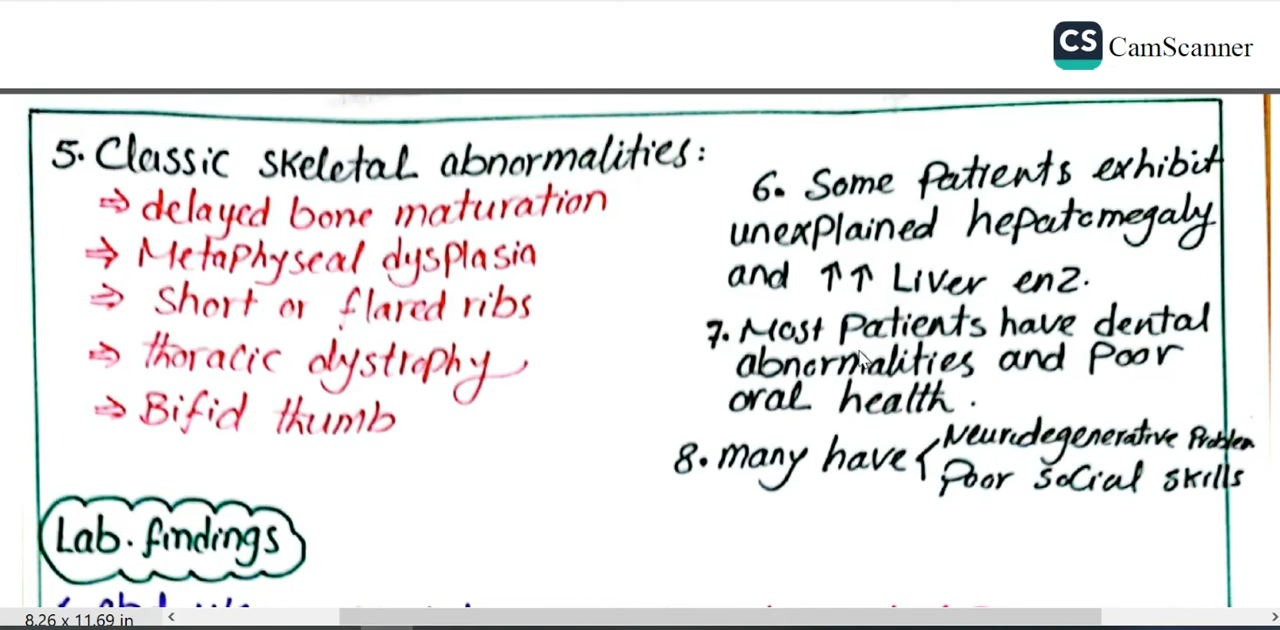 CS CamScanner
5. Classic skeletal abnormalities:
⇒ delayed bone maturation
⇒ Metaphyseal dysplasia
⇒ Short or flared ribs
⇒ thoracic dystrophy
⇒ Bifid thumb
6. Some Patients exhibit
unexplained hepatomegaly
and ↑↑ Liver enz.
7. Most Patients have dental
abnormalities and Poor
oral health.
8. many have { Neurodegenerative Problem
Poor social skills
Lab. findings
8.26 x 11.69 in